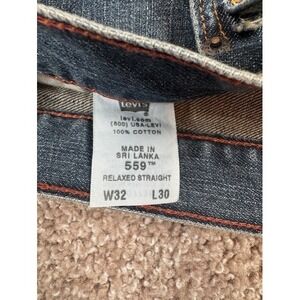 Levi's
levi.com
(800) USA-LEVI
100% COTTON
MADE IN
SRI LANKA
559™
RELAXED STRAIGHT
W32 L30